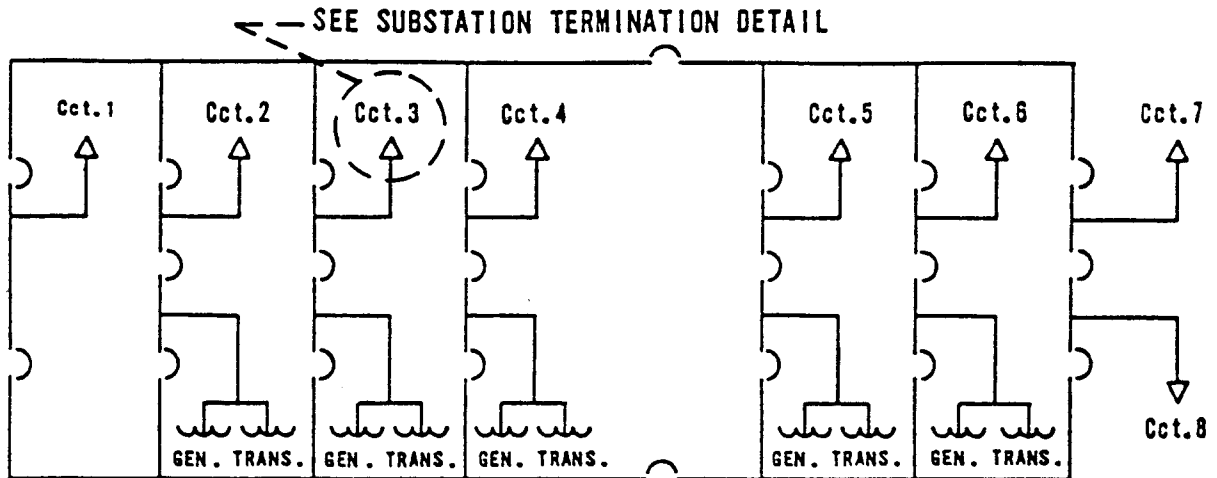 SEE SUBSTATION TERMINATION DETAIL
Cct.1 Cct.2 Cct.3 Cct.4 Cct.5 Cct.6 Cct.7
Cct.8
GEN. TRANS. GEN. TRANS. GEN. TRANS. GEN. TRANS. GEN. TRANS.